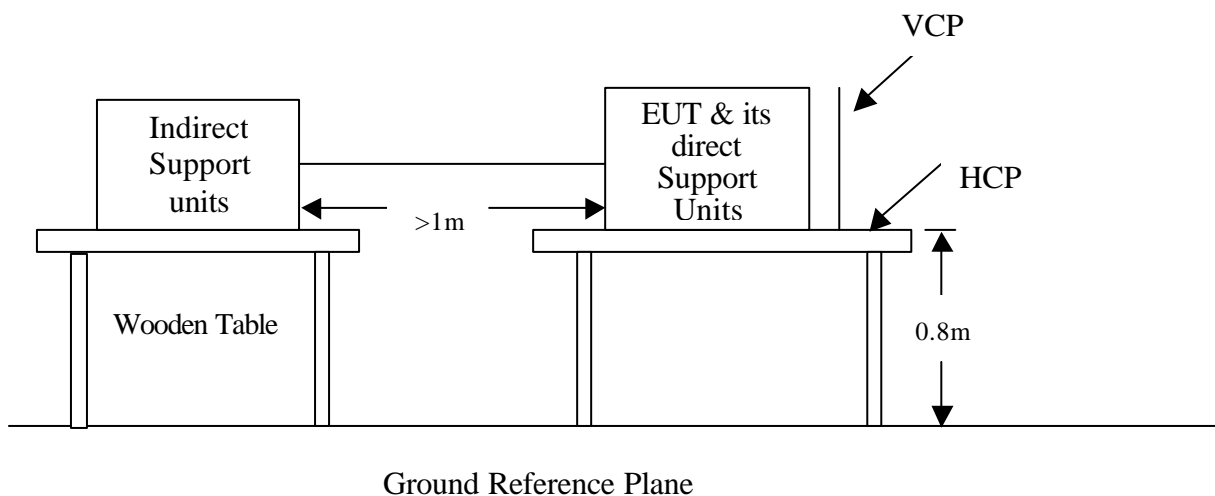 VCP
Indirect
Support
units
EUT & its
direct
Support
Units
HCP
>1m
Wooden Table
0.8m
Ground Reference Plane